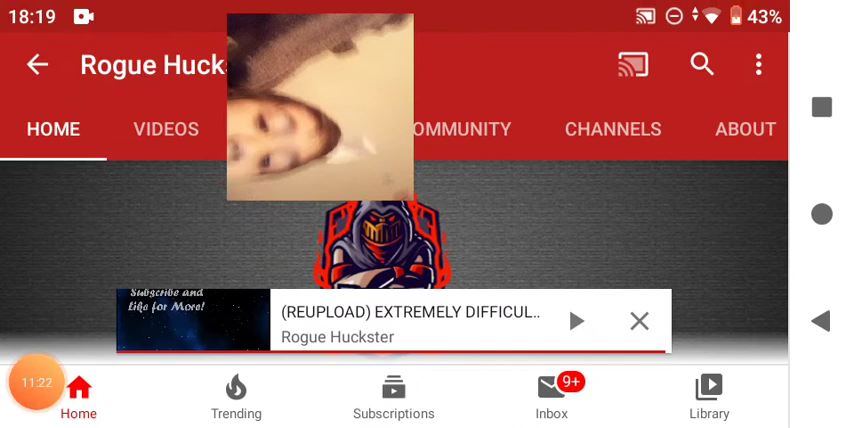 18:19
43%
Rogue Hucks
HOME VIDEOS OMMUNITY CHANNELS ABOUT
Subscribe and
Like for More!
(REUPLOAD) EXTREMELY DIFFICUL..
Rogue Huckster
11:22
9+
Home Trending Subscriptions Inbox Library